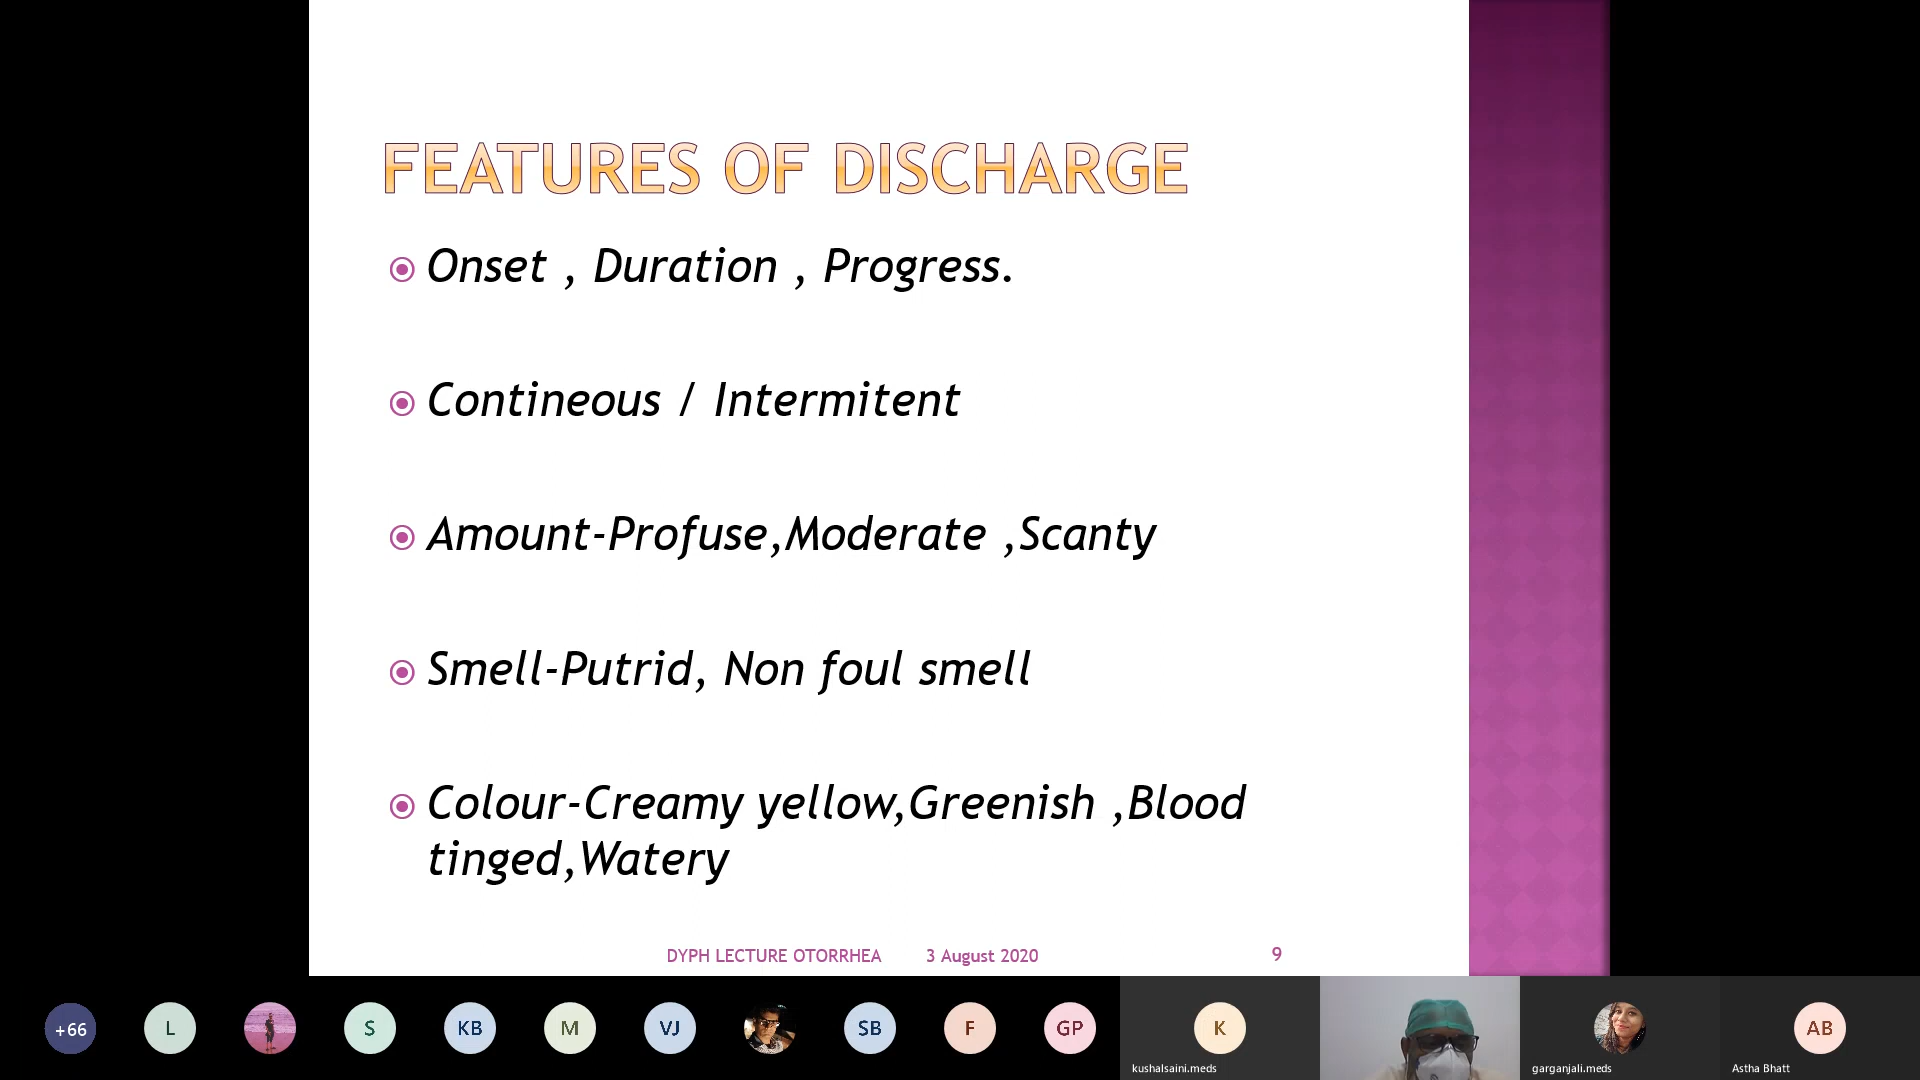 FEATURES OF DISCHARGE
Onset , Duration , Progress.
Contineous / Intermitent
Amount-Profuse,Moderate ,Scanty
Smell-Putrid, Non foul smell
Colour-Creamy yellow,Greenish ,Blood
tinged,Watery
DYPH LECTURE OTORRHEA 3 August 2020 9
+66 L S KB M VJ SB F GP K AB
kushalsaini.meds garganjali.meds Astha Bhatt